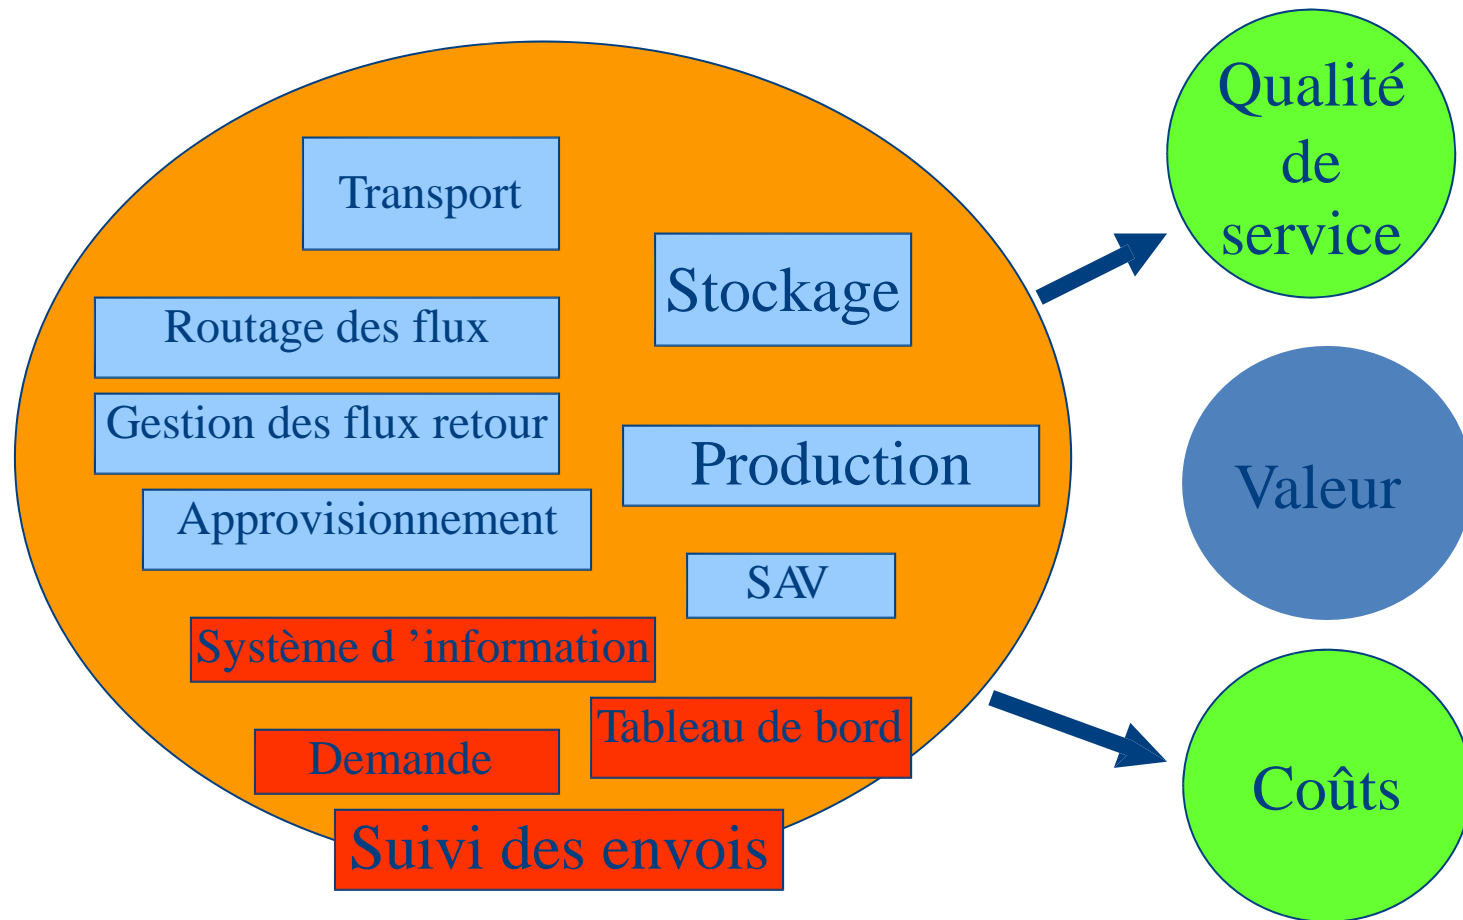 Transport
Stockage
Routage des flux
Gestion des flux retour
Production
Approvisionnement
SAV
Système d ’information
Tableau de bord
Demande
Suivi des envois
Qualité
de
service
Valeur
Coûts